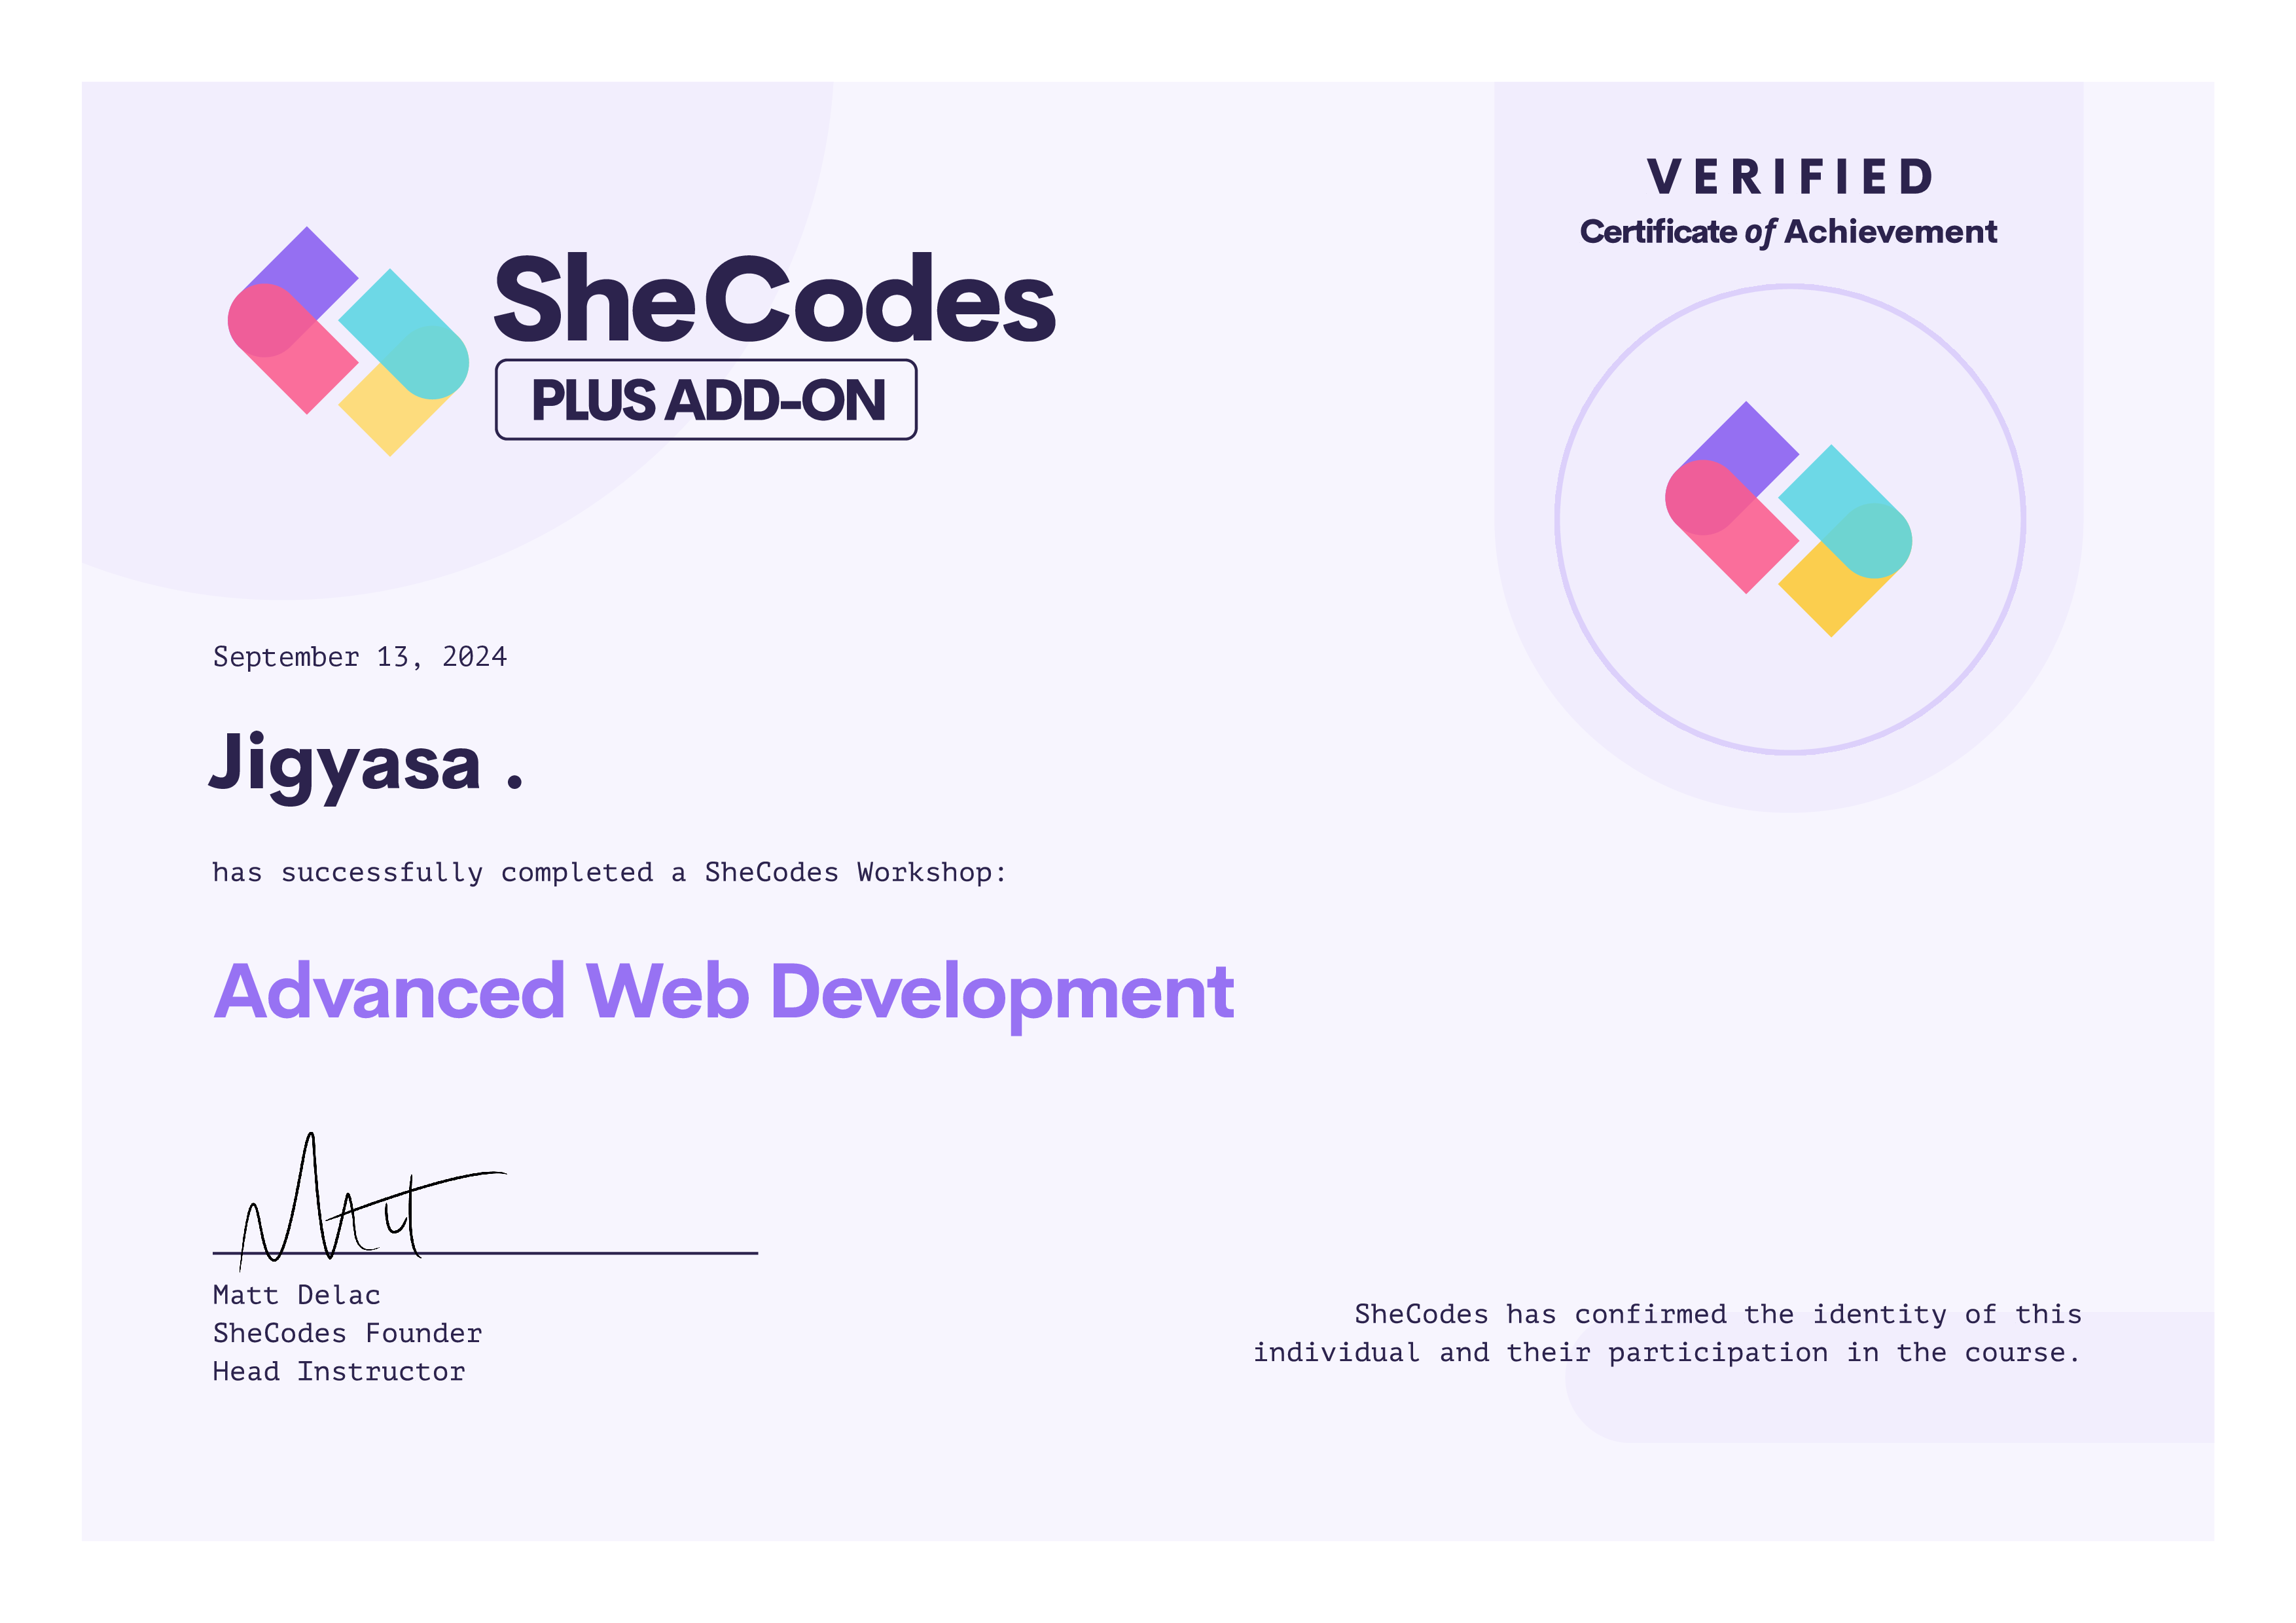 SheCodes
PLUS ADD-ON
VERIFIED
Certificate of Achievement
September 13, 2024
Jigyasa .
has successfully completed a SheCodes Workshop:
Advanced Web Development
Matt
Matt Delac
SheCodes Founder
Head Instructor
SheCodes has confirmed the identity of this
individual and their participation in the course.